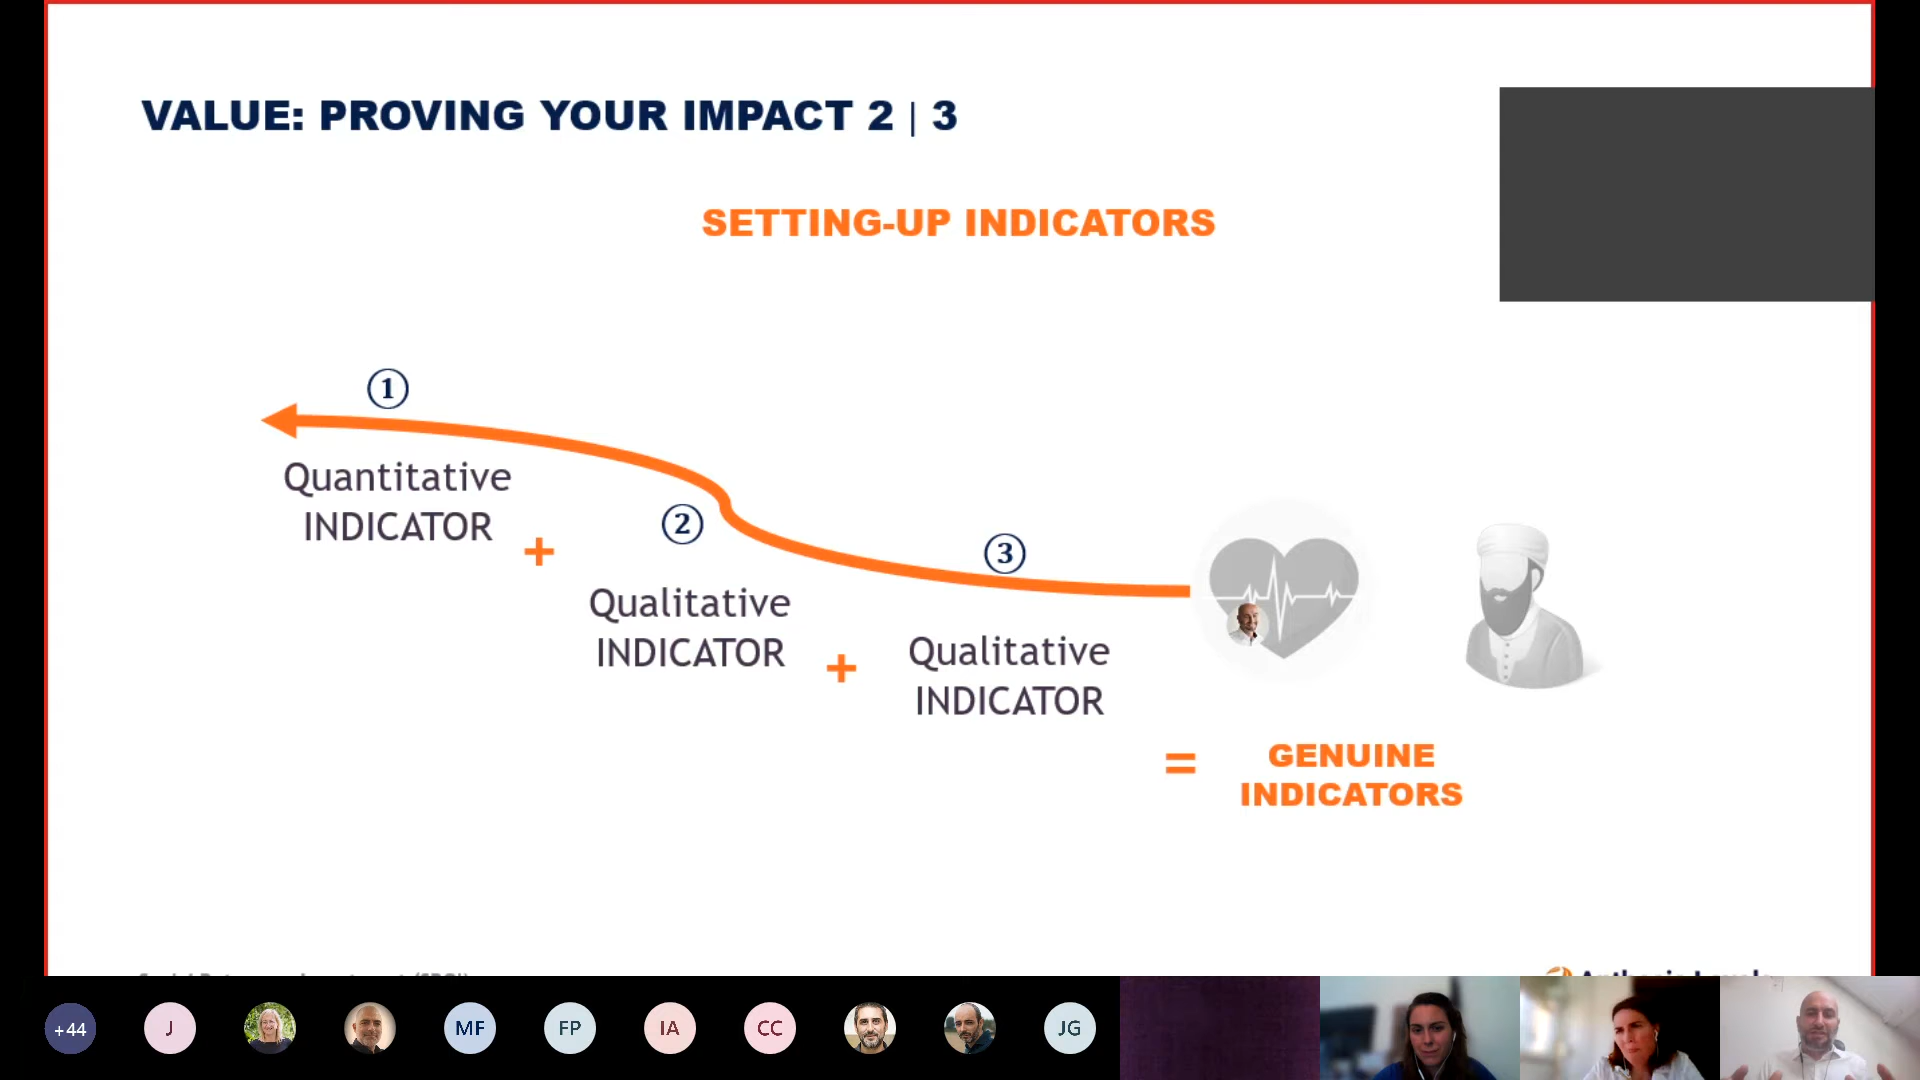 VALUE: PROVING YOUR IMPACT 2 | 3
SETTING-UP INDICATORS
①
Quantitative
INDICATOR
+
②
Qualitative
INDICATOR
+
③
Qualitative
INDICATOR
=
GENUINE
INDICATORS
+44
J
MF
FP
IA
CC
JG